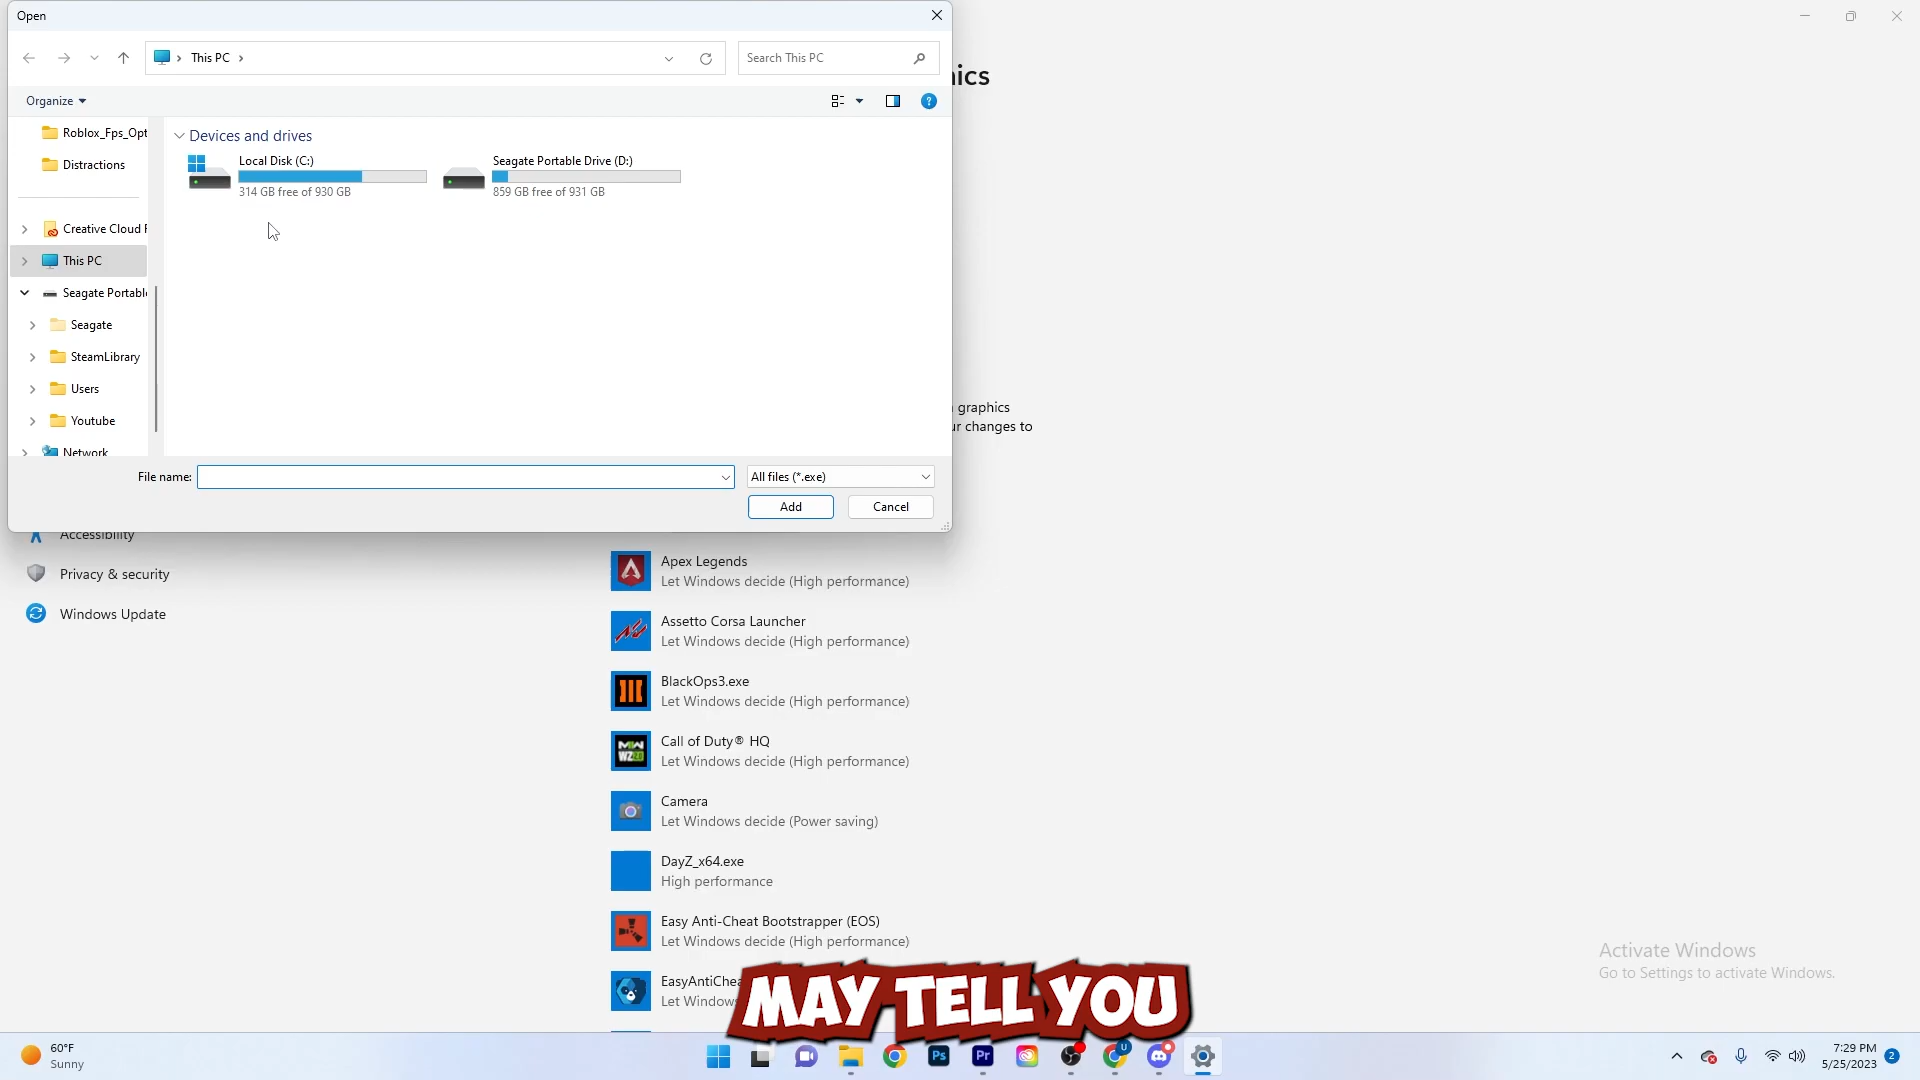 Open
This PC
Search This PC
ics
Organize
Roblox_Fps_Opt
Distractions
Creative Cloud F
This PC
Seagate Portable
Seagate
SteamLibrary
Users
Youtube
Network
Devices and drives
Local Disk (C:)
314 GB free of 930 GB
Seagate Portable Drive (D:)
859 GB free of 931 GB
graphics
ur changes to
File name:
All files (*.exe)
Add
Cancel
Accessibility
Privacy & security
Windows Update
Apex Legends
Let Windows decide (High performance)
Assetto Corsa Launcher
Let Windows decide (High performance)
BlackOps3.exe
Let Windows decide (High performance)
Call of Duty® HQ
Let Windows decide (High performance)
Camera
Let Windows decide (Power saving)
DayZ_x64.exe
High performance
Easy Anti-Cheat Bootstrapper (EOS)
Let Windows decide (High performance)
EasyAntiChea
Let Windows
MAY TELL YOU
Activate Windows
Go to Settings to activate Windows.
60°F
Sunny
Ps
Pr
U
7:29 PM
5/25/2023
2